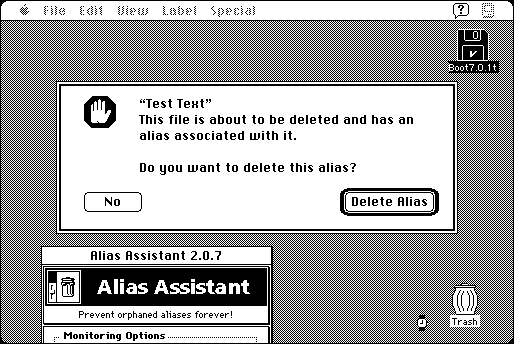 File Edit View Label Special
Boot7.0.1†
“Test Text”
This file is about to be deleted and has an
alias associated with it.
Do you want to delete this alias?
No
Delete Alias
Alias Assistant 2.0.7
Alias Assistant
Prevent orphaned aliases forever!
Monitoring Options
Trash